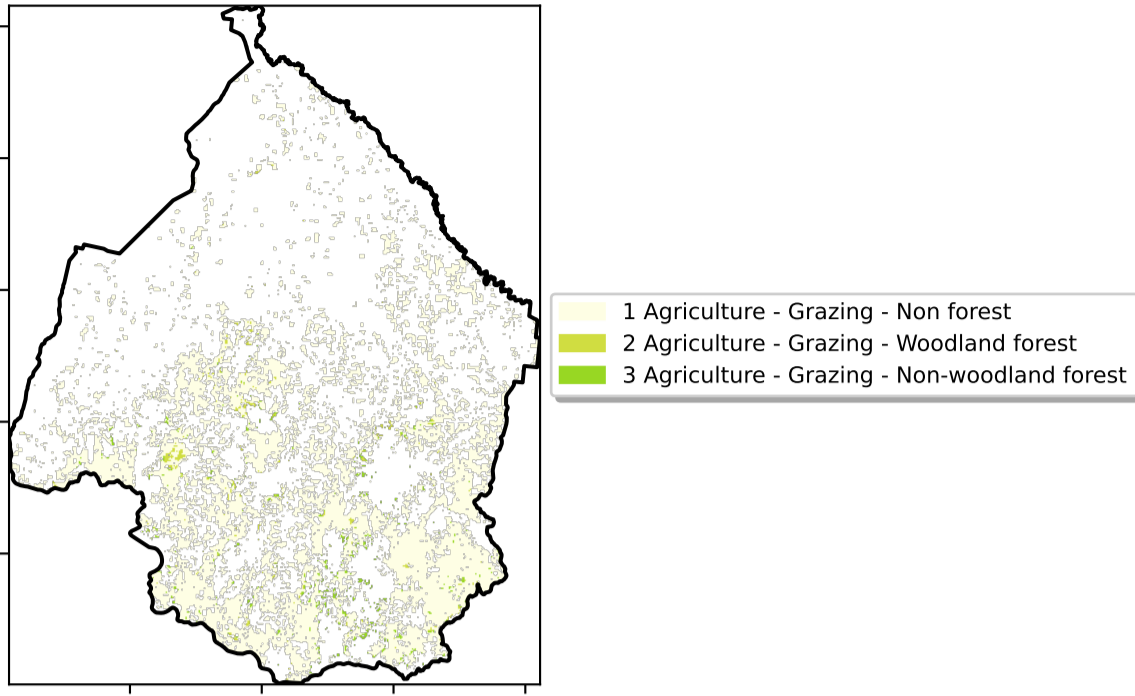 1 Agriculture - Grazing - Non forest
2 Agriculture - Grazing - Woodland forest
3 Agriculture - Grazing - Non-woodland forest